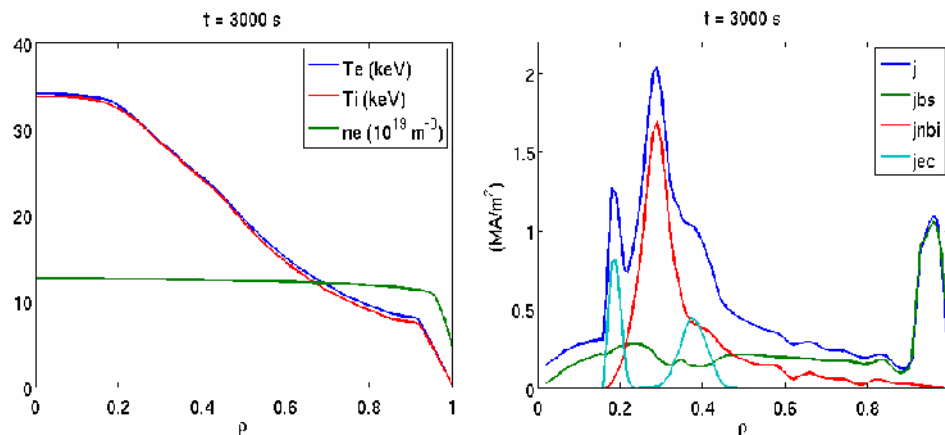 t = 3000 s
40
30
20
10
0
Te (keV)
Ti (keV)
ne (10¹⁹ m⁻³)
0 0.2 0.4 0.6 0.8 1
ρ
t = 3000 s
(MA/m²)
2
1.5
1
0.5
0
j
jbs
jnbi
jec
0.2 0.4 0.6 0.8
ρ